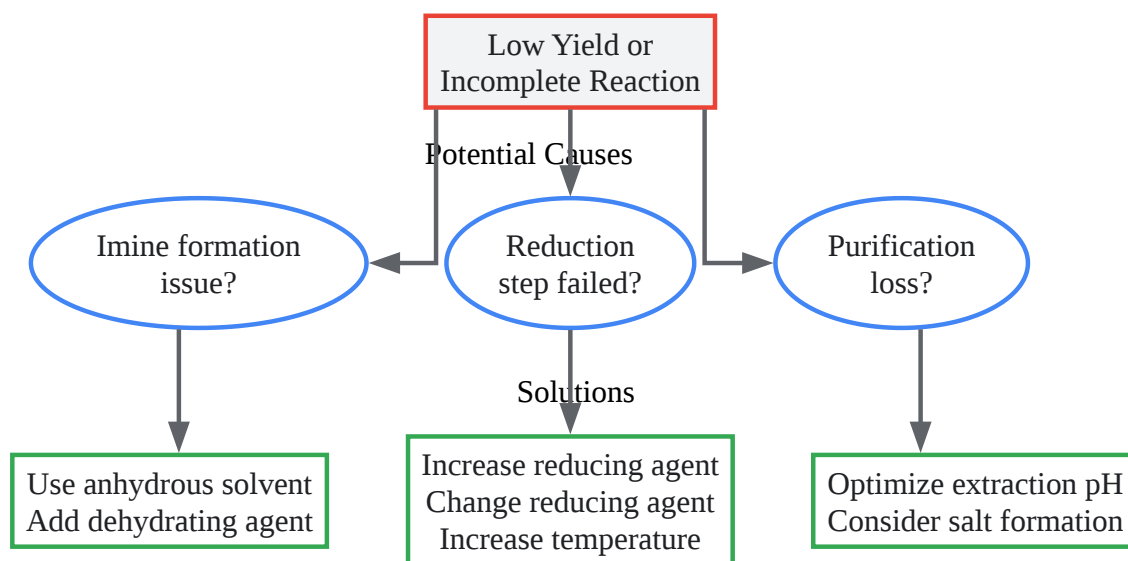 Low Yield or
Incomplete Reaction
Potential Causes
Imine formation
issue?
Reduction
step failed?
Purification
loss?
Solutions
Use anhydrous solvent
Add dehydrating agent
Increase reducing agent
Change reducing agent
Increase temperature
Optimize extraction pH
Consider salt formation